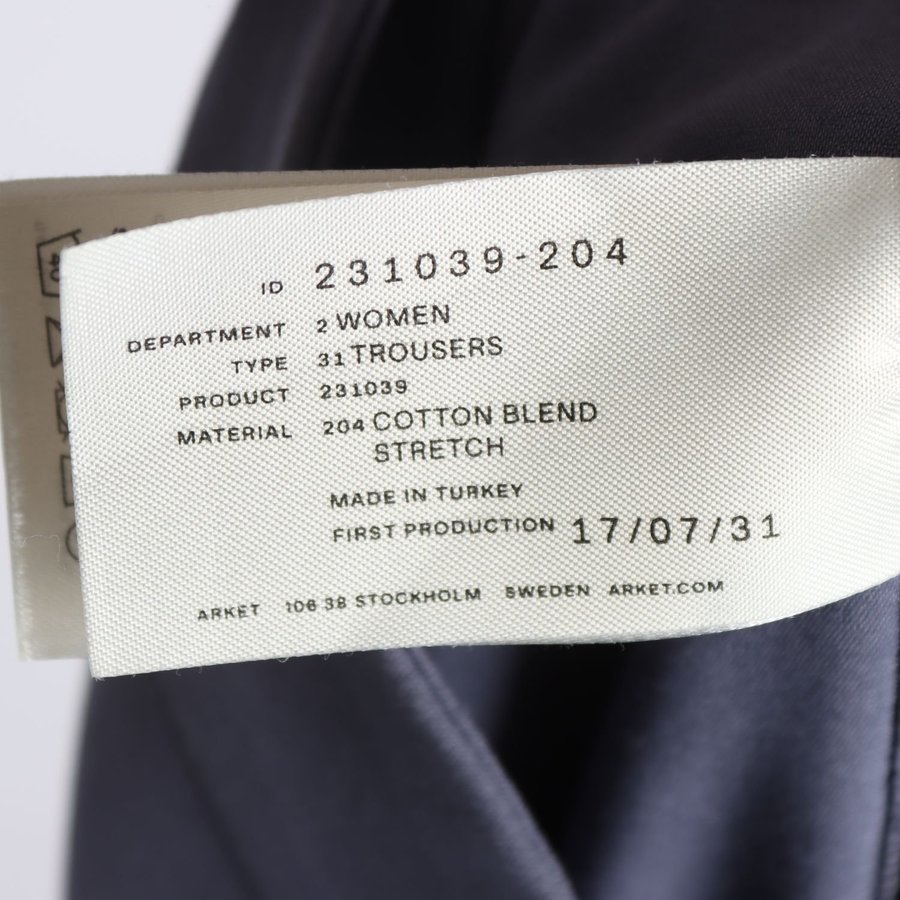 ID 231039-204
DEPARTMENT 2 WOMEN
TYPE 31 TROUSERS
PRODUCT 231039
MATERIAL 204 COTTON BLEND
STRETCH
MADE IN TURKEY
FIRST PRODUCTION 17/07/31
ARKET 106 38 STOCKHOLM SWEDEN ARKET.COM
40